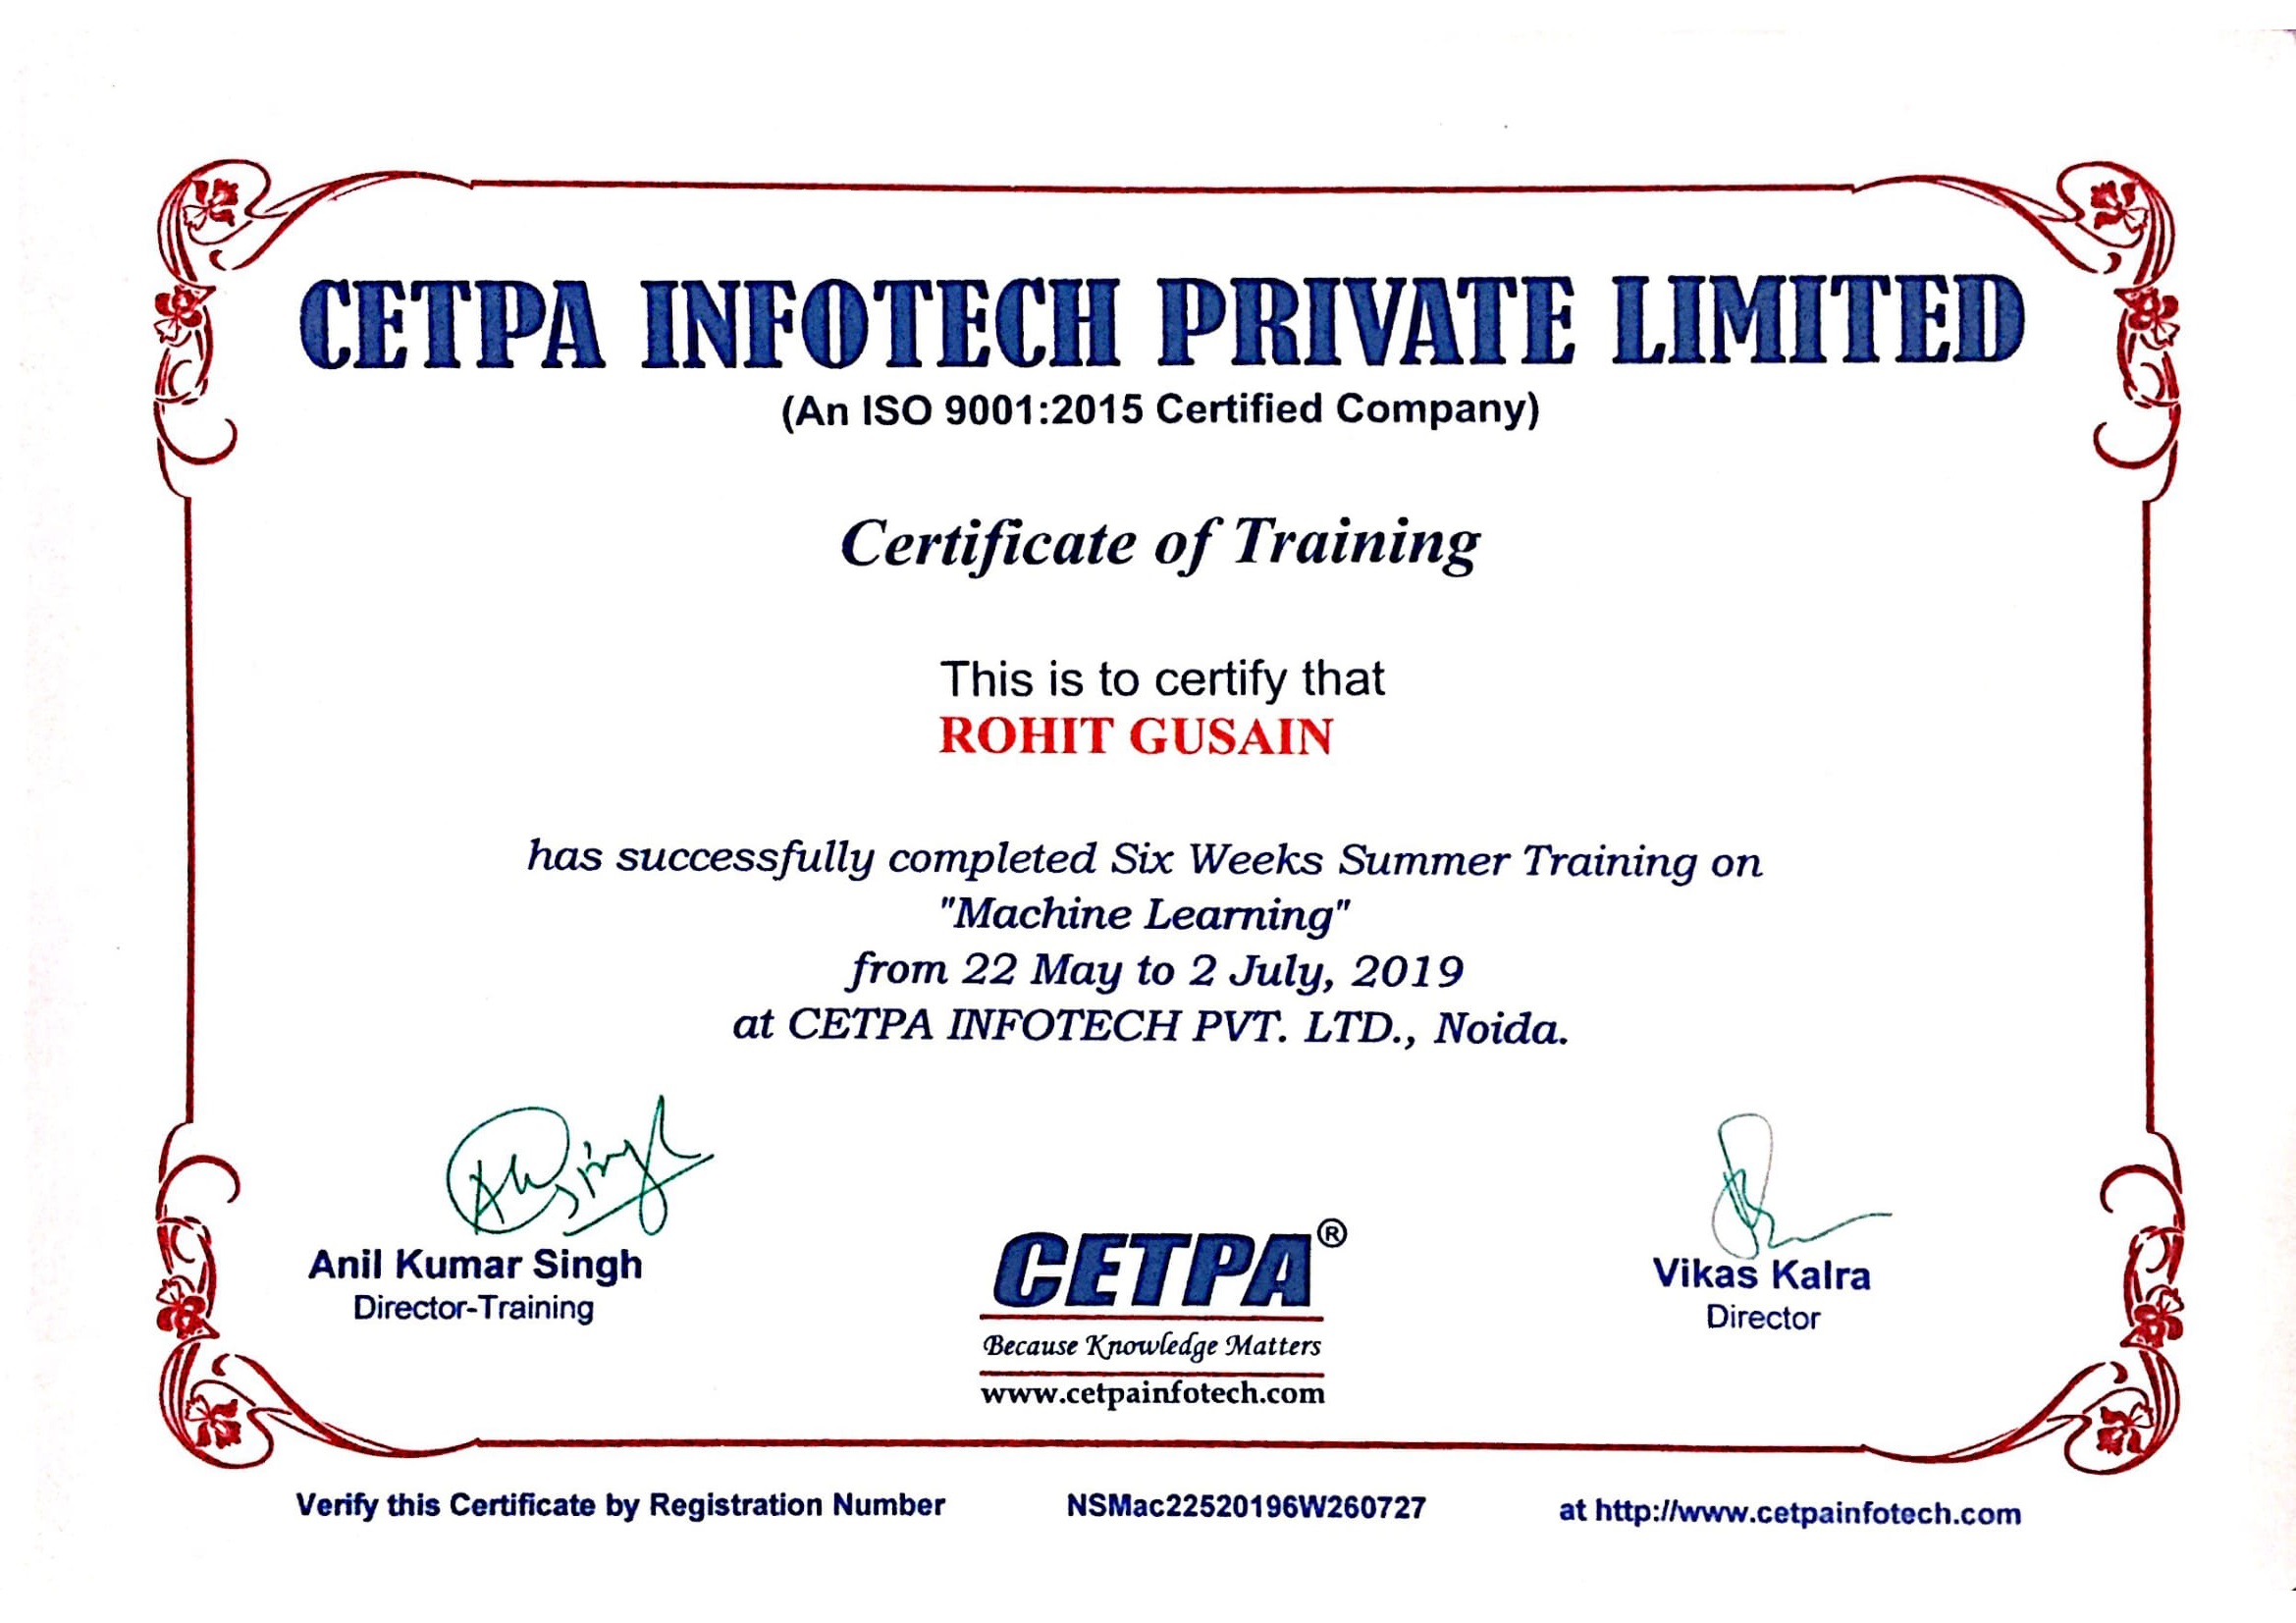 CETPA INFOTECH PRIVATE LIMITED
(An ISO 9001:2015 Certified Company)
Certificate of Training
This is to certify that
ROHIT GUSAIN
has successfully completed Six Weeks Summer Training on
"Machine Learning"
from 22 May to 2 July, 2019
at CETPA INFOTECH PVT. LTD., Noida.
Anil Kumar Singh
Director-Training
CETPA®
Because Knowledge Matters
www.cetpainfotech.com
Vikas Kalra
Director
Verify this Certificate by Registration Number NSMac22520196W260727 at http://www.cetpainfotech.com